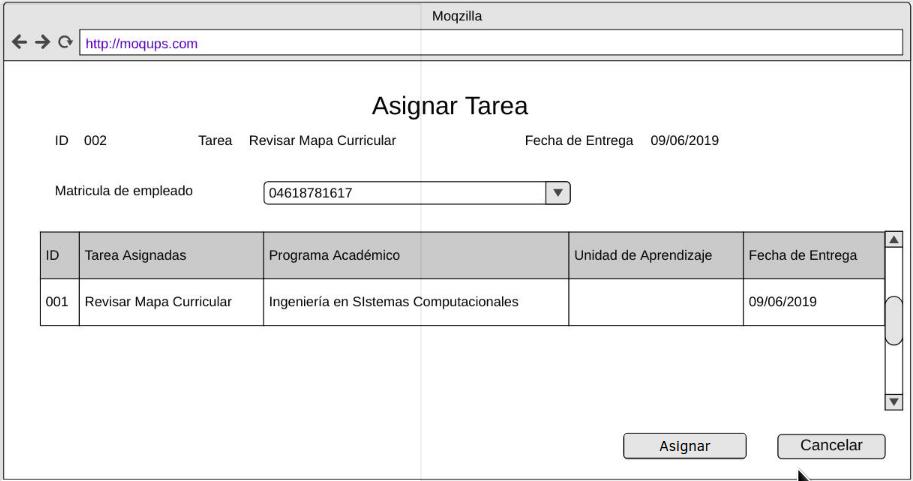 Moqzilla
http://moqups.com
Asignar Tarea
ID 002 Tarea Revisar Mapa Curricular Fecha de Entrega 09/06/2019
Matricula de empleado 04618781617
ID Tarea Asignadas Programa Académico Unidad de Aprendizaje Fecha de Entrega
001 Revisar Mapa Curricular Ingeniería en SIstemas Computacionales 09/06/2019
Asignar Cancelar